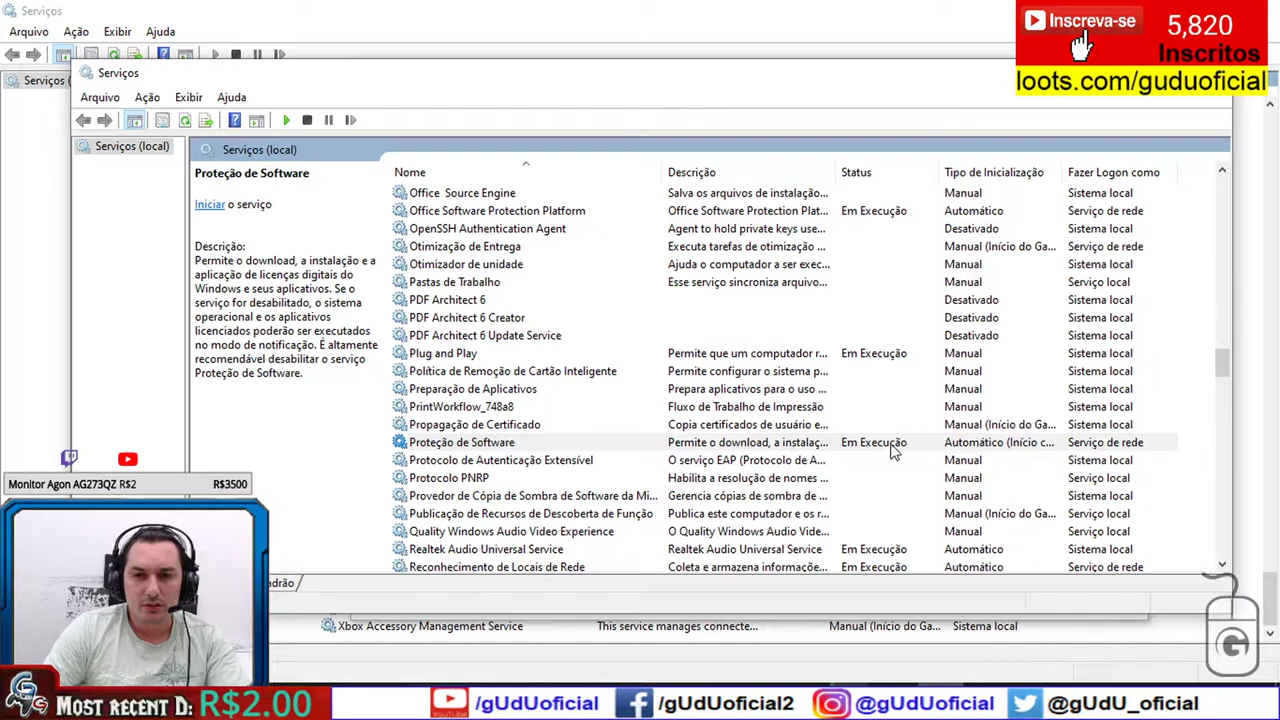 Serviços
Arquivo Ação Exibir Ajuda
Serviços (
Inscreva-se
5,820
Inscritos
loots.com/guduoficial
Serviços
Arquivo Ação Exibir Ajuda
Serviços (local)
Serviços (local)
Proteção de Software
Iniciar o serviço
Descrição:
Permite o download, a instalação e a
aplicação de licenças digitais do
Windows e seus aplicativos. Se o
serviço for desabilitado, o sistema
operacional e os aplicativos
licenciados poderão ser executados
no modo de notificação. É altamente
recomendável desabilitar o serviço
Proteção de Software.
Nome Descrição Status Tipo de Inicialização Fazer Logon como
Office Source Engine Salva os arquivos de instalação... Manual Sistema local
Office Software Protection Platform Office Software Protection Plat... Em Execução Automático Serviço de rede
OpenSSH Authentication Agent Agent to hold private keys use... Desativado Sistema local
Otimização de Entrega Executa tarefas de otimização ... Manual (Início do Ga... Serviço de rede
Otimizador de unidade Ajuda o computador a ser exec... Manual Sistema local
Pastas de Trabalho Esse serviço sincroniza arquivo... Manual Serviço local
PDF Architect 6 Desativado Sistema local
PDF Architect 6 Creator Desativado Sistema local
PDF Architect 6 Update Service Desativado Sistema local
Plug and Play Permite que um computador r... Em Execução Manual Sistema local
Política de Remoção de Cartão Inteligente Permite configurar o sistema p... Manual Sistema local
Preparação de Aplicativos Prepara aplicativos para o uso ... Manual Sistema local
PrintWorkflow_748a8 Fluxo de Trabalho de Impressão Manual Sistema local
Propagação de Certificado Copia certificados de usuário e... Manual (Início do Ga... Sistema local
Proteção de Software Permite o download, a instalaç... Em Execução Automático (Início c... Serviço de rede
Protocolo de Autenticação Extensível O serviço EAP (Protocolo de A... Manual Sistema local
Protocolo PNRP Habilita a resolução de nomes ... Manual Serviço local
Provedor de Cópia de Sombra de Software da Mi... Gerencia cópias de sombra de ... Manual Sistema local
Publicação de Recursos de Descoberta de Função Publica este computador e os r... Manual (Início do Ga... Serviço local
Quality Windows Audio Video Experience O Quality Windows Audio Vide... Manual Serviço local
Realtek Audio Universal Service Realtek Audio Universal Service Em Execução Automático Sistema local
Reconhecimento de Locais de Rede Coleta e armazena informaçõe... Em Execução Automático Serviço de rede
adrão
Xbox Accessory Management Service This service manages connecte... Manual (Início do Ga... Sistema local
Monitor Agon AG273QZ R$2 R$3500
G
Most recent D: R$2.00
YouTube
/gUdUoficial
/gUdUoficial2
@gUdUoficial
@gUdU_oficial